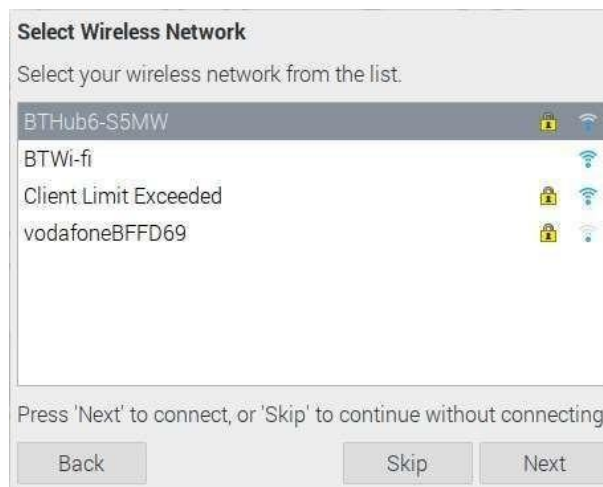 Select Wireless Network
Select your wireless network from the list.
BTHub6-S5MW
BTWi-fi
Client Limit Exceeded
vodafoneBFFD69
Press 'Next' to connect, or 'Skip' to continue without connecting
Back Skip Next